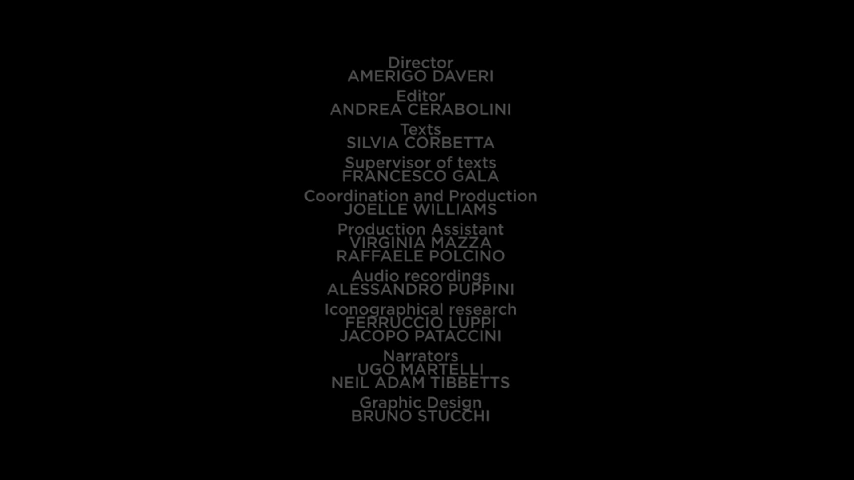 Director
AMERIGO DAVERI
Editor
ANDREA CERABOLINI
Texts
SILVIA CORBETTA
Supervisor of texts
FRANCESCO GALA
Coordination and Production
JOELLE WILLIAMS
Production Assistant
VIRGINIA MAZZA
RAFFAELE POLCINO
Audio recordings
ALESSANDRO PUPPINI
Iconographical research
FERRUCCIO LUPPI
JACOPO PATACCINI
Narrators
UGO MARTELLI
NEIL ADAM TIBBETTS
Graphic Design
BRUNO STUCCHI